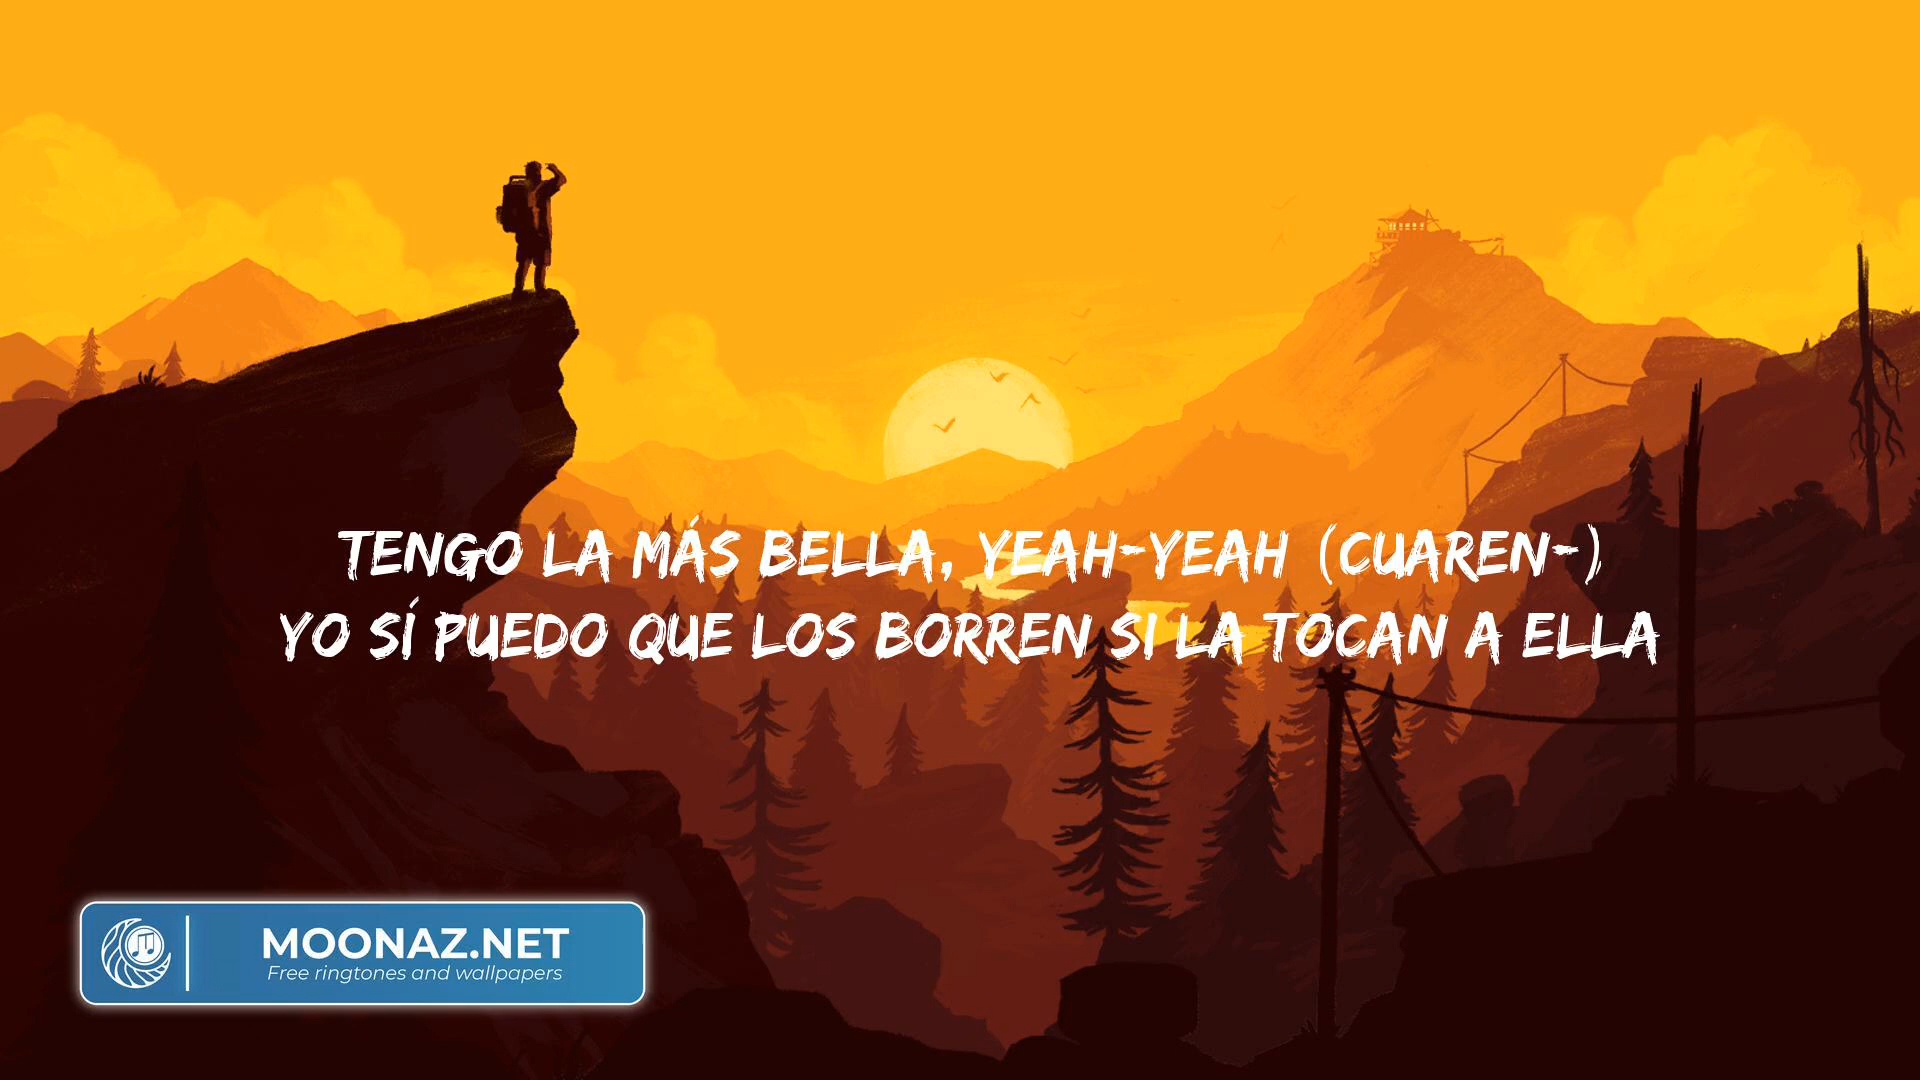 TENGO LA MÁS BELLA, YEAH-YEAH (CUAREN-)
YO SÍ PUEDO QUE LOS BORREN SI LA TOCAN A ELLA
MOONAZ.NET
Free ringtones and wallpapers